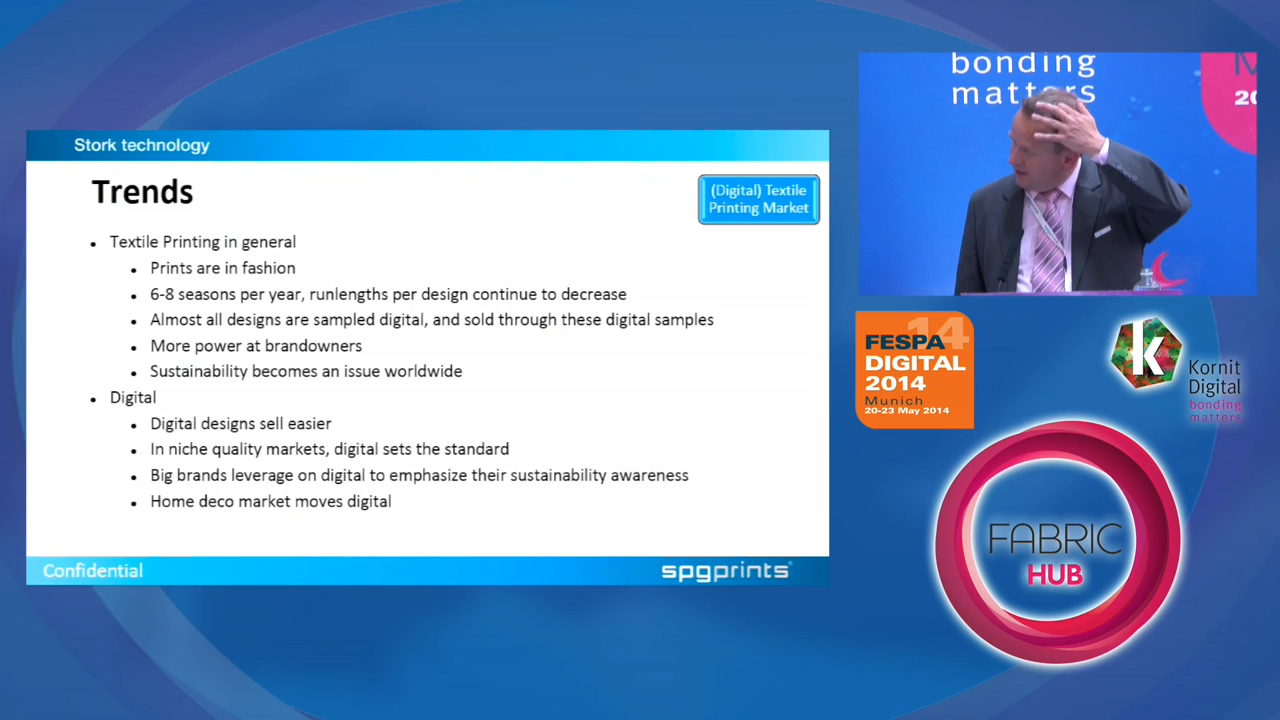 Stork technology
Trends
(Digital) Textile
Printing Market
Textile Printing in general
Prints are in fashion
6-8 seasons per year, runlengths per design continue to decrease
Almost all designs are sampled digital, and sold through these digital samples
More power at brandowners
Sustainability becomes an issue worldwide
Digital
Digital designs sell easier
In niche quality markets, digital sets the standard
Big brands leverage on digital to emphasize their sustainability awareness
Home deco market moves digital
Confidential
spgprints®
bonding
matters
M
20
14
FESPA
DIGITAL
2014
Munich
20-23 May 2014
k
Kornit
Digital
bonding
matters
FABRIC
HUB